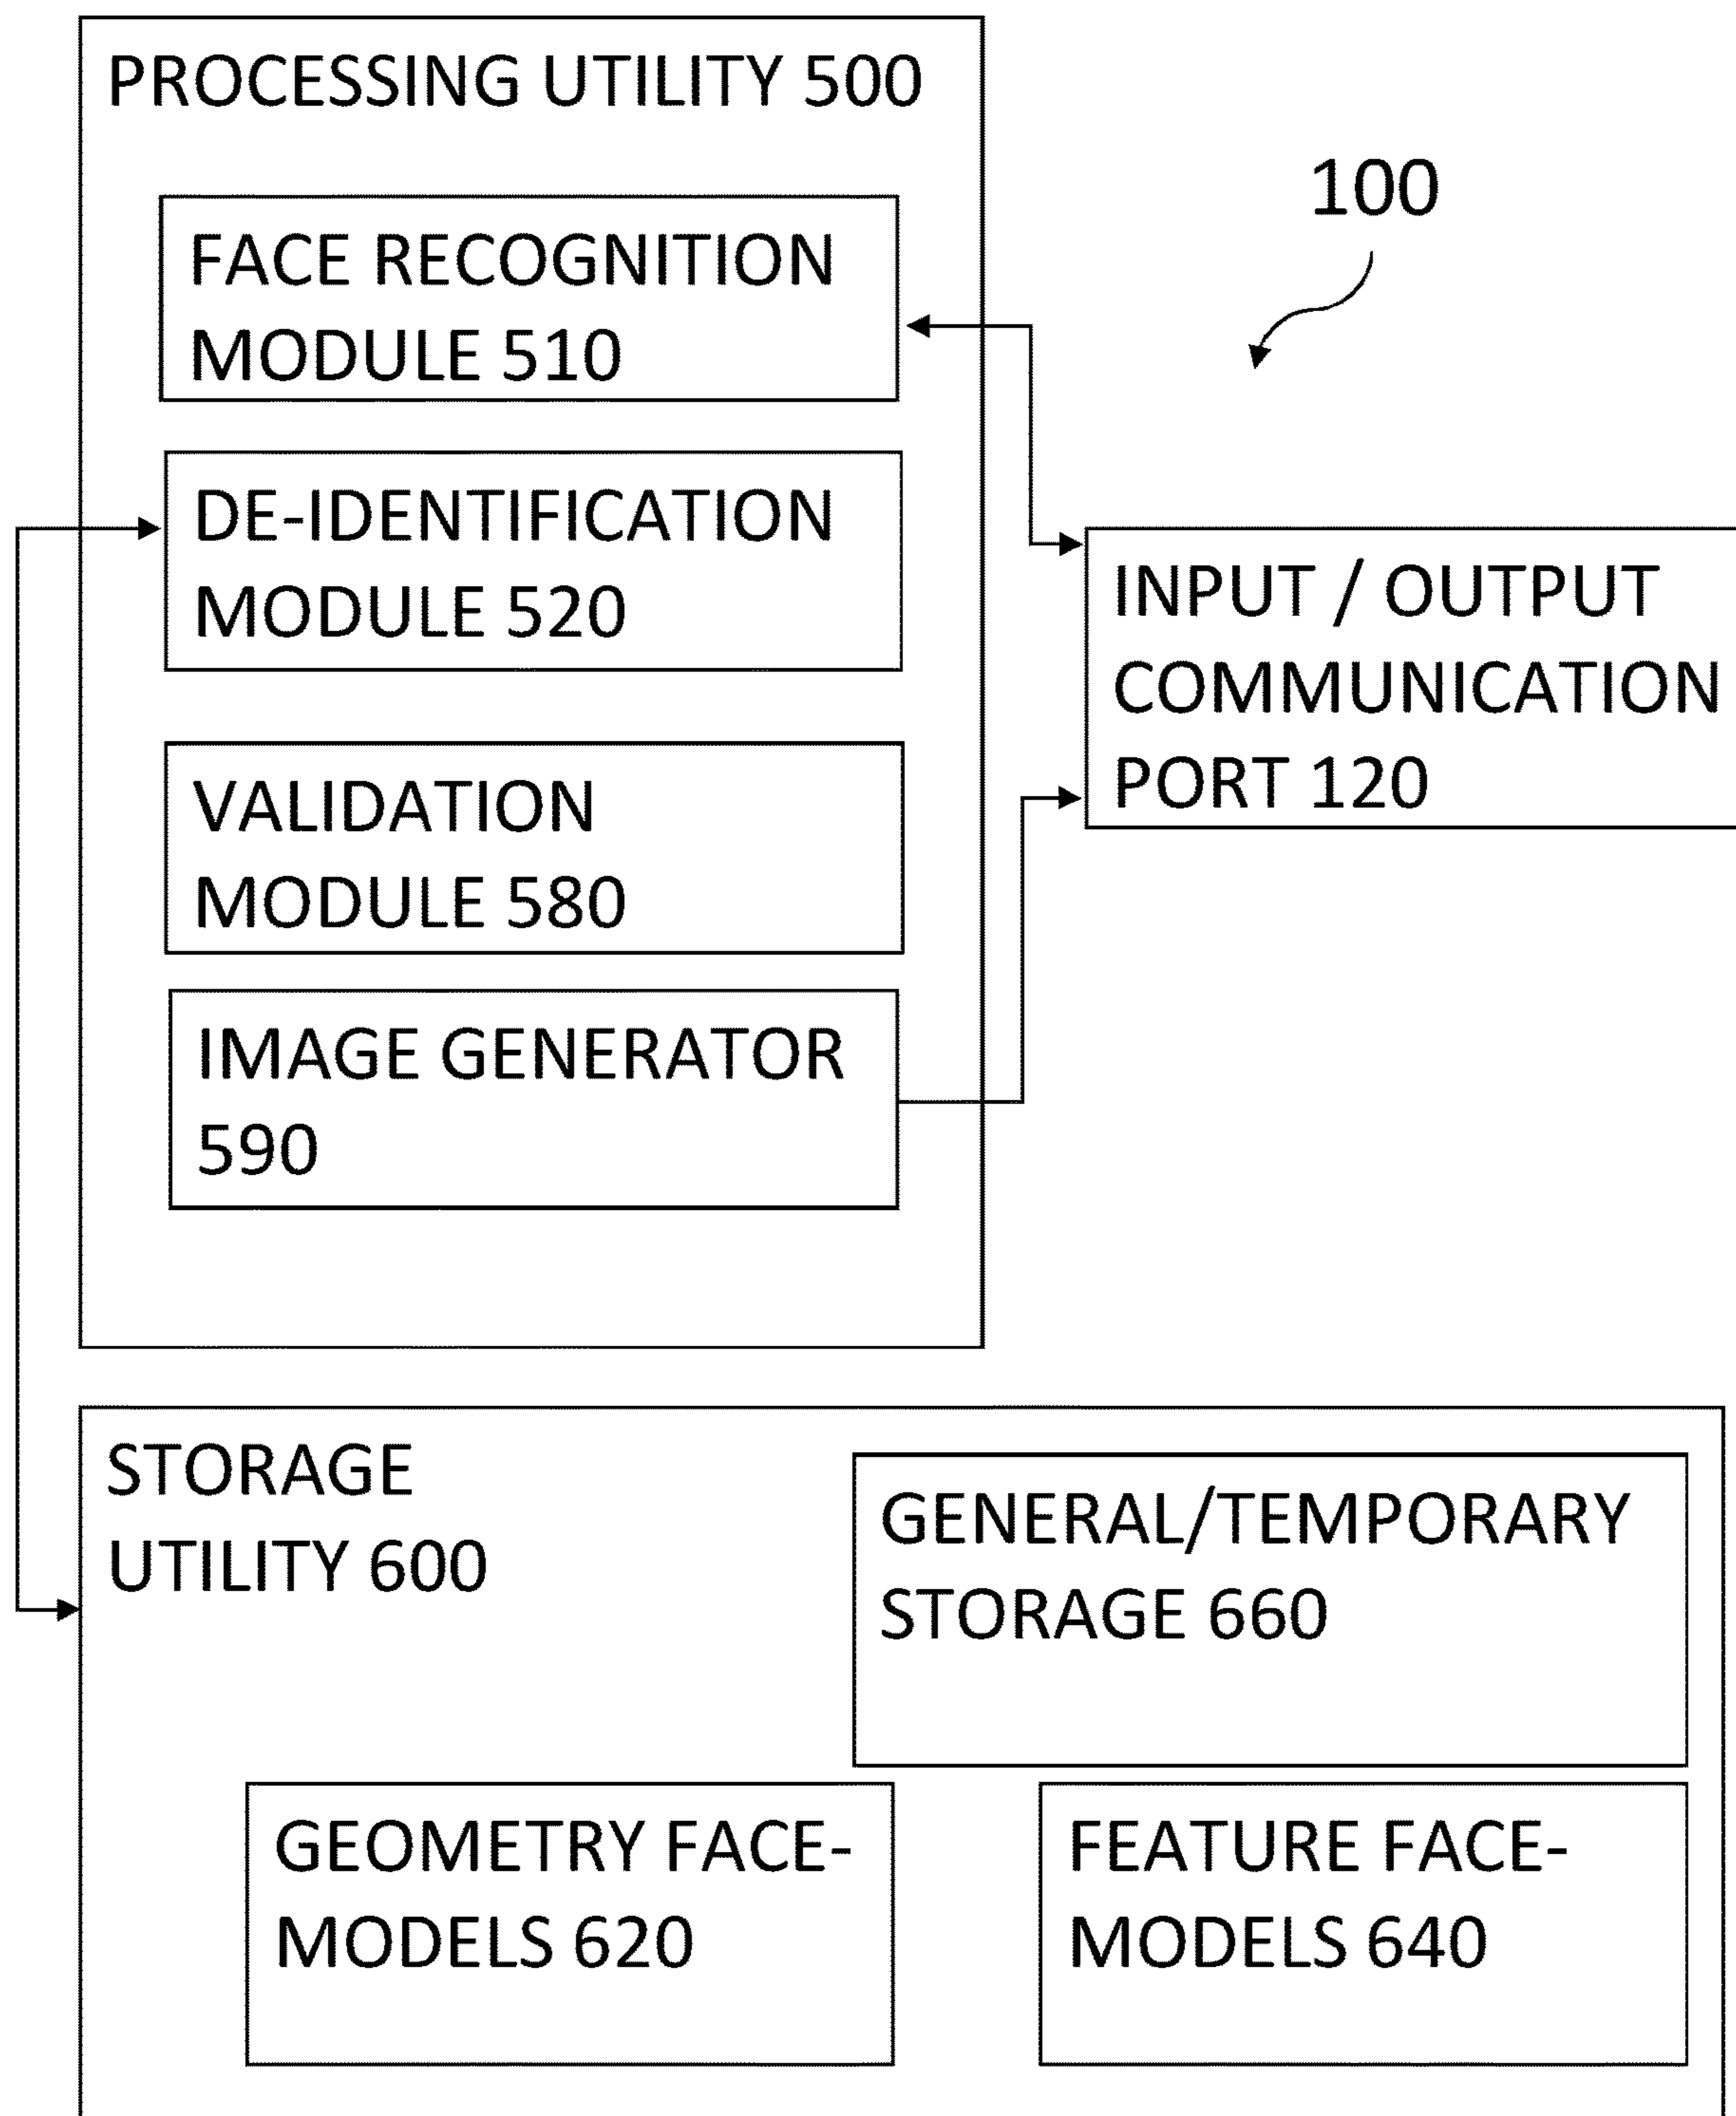 PROCESSING UTILITY 500
FACE RECOGNITION
MODULE 510
DE-IDENTIFICATION
MODULE 520
VALIDATION
MODULE 580
IMAGE GENERATOR
590
100
INPUT / OUTPUT
COMMUNICATION
PORT 120
STORAGE
UTILITY 600
GENERAL/TEMPORARY
STORAGE 660
GEOMETRY FACE-
MODELS 620
FEATURE FACE-
MODELS 640